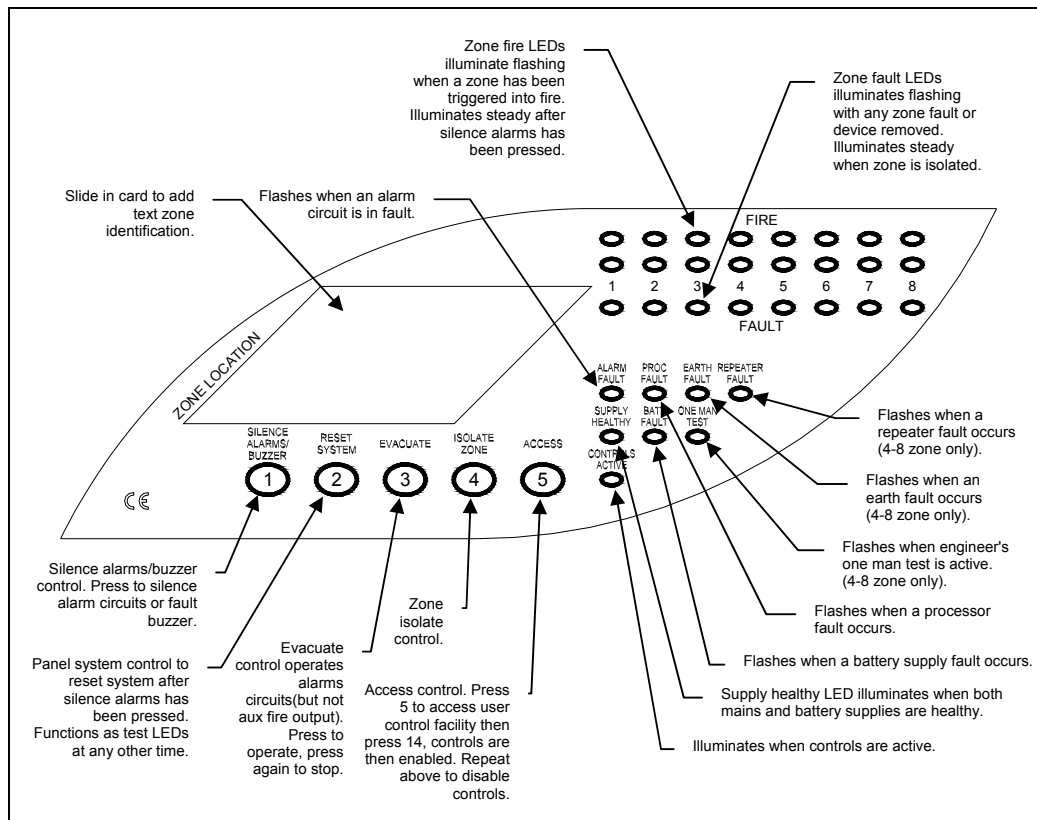 Zone fire LEDs
illuminate flashing
when a zone has been
triggered into fire.
Illuminates steady after
silence alarms has
been pressed.
Zone fault LEDs
illuminates flashing
with any zone fault or
device removed.
Illuminates steady
when zone is isolated.
Slide in card to add
text zone
identification.
Flashes when an alarm
circuit is in fault.
FIRE
1 2 3 4 5 6 7 8
FAULT
ZONE LOCATION
ALARM FAULT
PROC FAULT
EARTH FAULT
REPEATER FAULT
SUPPLY HEALTHY
BATT FAULT
ONE MAN TEST
CONTROLS ACTIVE
SILENCE
ALARMS/
BUZZER
RESET
SYSTEM
EVACUATE
ISOLATE
ZONE
ACCESS
1 2 3 4 5
CE
Flashes when a
repeater fault occurs
(4-8 zone only).
Flashes when an
earth fault occurs
(4-8 zone only).
Flashes when engineer's
one man test is active.
(4-8 zone only).
Flashes when a processor
fault occurs.
Flashes when a battery supply fault occurs.
Supply healthy LED illuminates when both
mains and battery supplies are healthy.
Illuminates when controls are active.
Silence alarms/buzzer
control. Press to silence
alarm circuits or fault
buzzer.
Panel system control to
reset system after
silence alarms has
been pressed.
Functions as test LEDs
at any other time.
Evacuate
control operates
alarms
circuits(but not
aux fire output).
Press to
operate, press
again to stop.
Zone
isolate
control.
Access control. Press
5 to access user
control facility then
press 14, controls are
then enabled. Repeat
above to disable
controls.